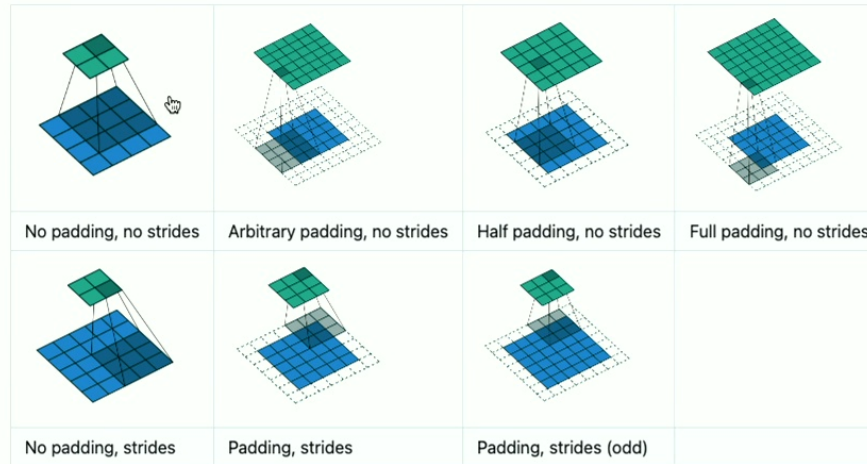 No padding, no strides
Arbitrary padding, no strides
Half padding, no strides
Full padding, no strides
No padding, strides
Padding, strides
Padding, strides (odd)